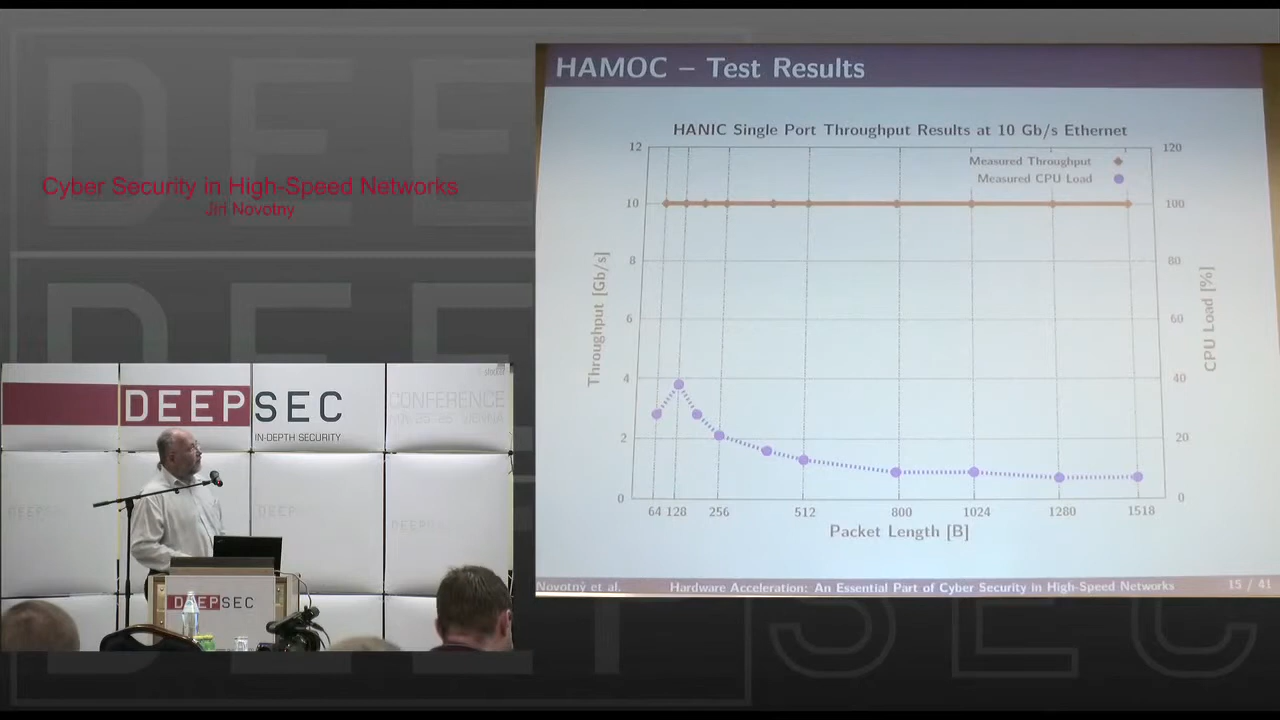 Cyber Security in High-Speed Networks
Jiri Novotny
HAMOC – Test Results
HANIC Single Port Throughput Results at 10 Gb/s Ethernet
Measured Throughput
Measured CPU Load
12
10
8
6
4
2
0
Throughput [Gb/s]
120
100
80
60
40
20
0
CPU Load [%]
64 128 256 512 800 1024 1280 1518
Packet Length [B]
Novotný et al. Hardware Acceleration: An Essential Part of Cyber Security in High-Speed Networks 15 / 41
DEEPSEC
IN-DEPTH SECURITY
CONFERENCE
DEEPSEC
DEEPSEC
DEEPSEC